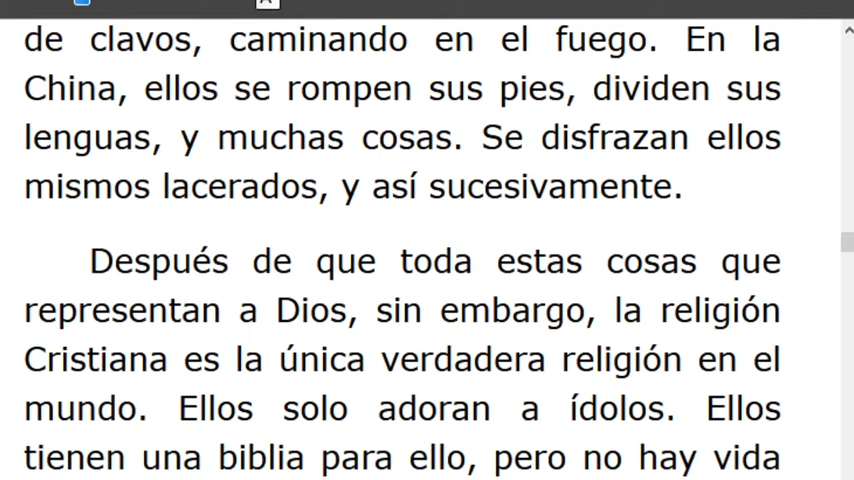 de clavos, caminando en el fuego. En la
China, ellos se rompen sus pies, dividen sus
lenguas, y muchas cosas. Se disfrazan ellos
mismos lacerados, y así sucesivamente.
Después de que toda estas cosas que
representan a Dios, sin embargo, la religión
Cristiana es la única verdadera religión en el
mundo. Ellos solo adoran a ídolos. Ellos
tienen una biblia para ello, pero no hay vida